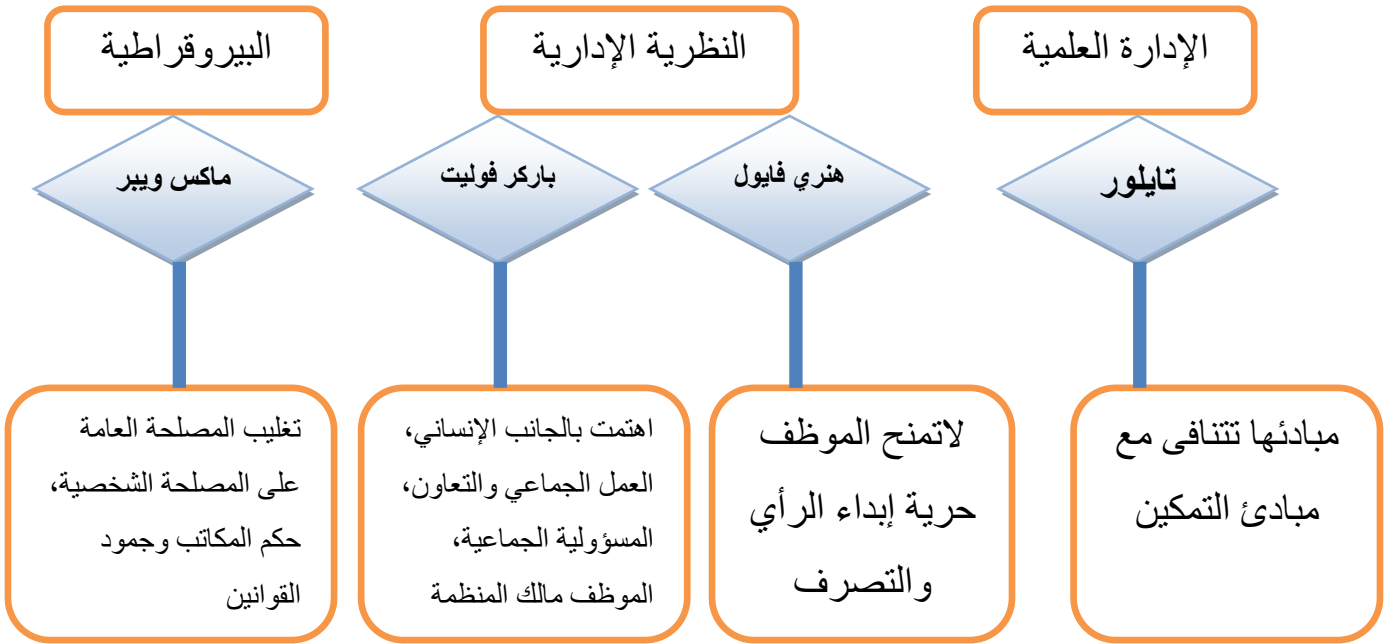 الإدارة العلمية
النظرية الإدارية
البيروقراطية
تايلور
هنري فايول
باركر فوليت
ماكس ويبر
مبادئها تتنافى مع
مبادئ التمكين
لاتمنح الموظف
حرية إبداء الرأي
والتصرف
اهتمت بالجانب الإنساني،
العمل الجماعي والتعاون،
المسؤولية الجماعية،
الموظف مالك المنظمة
تغليب المصلحة العامة
على المصلحة الشخصية،
حكم المكاتب وجمود
القوانين